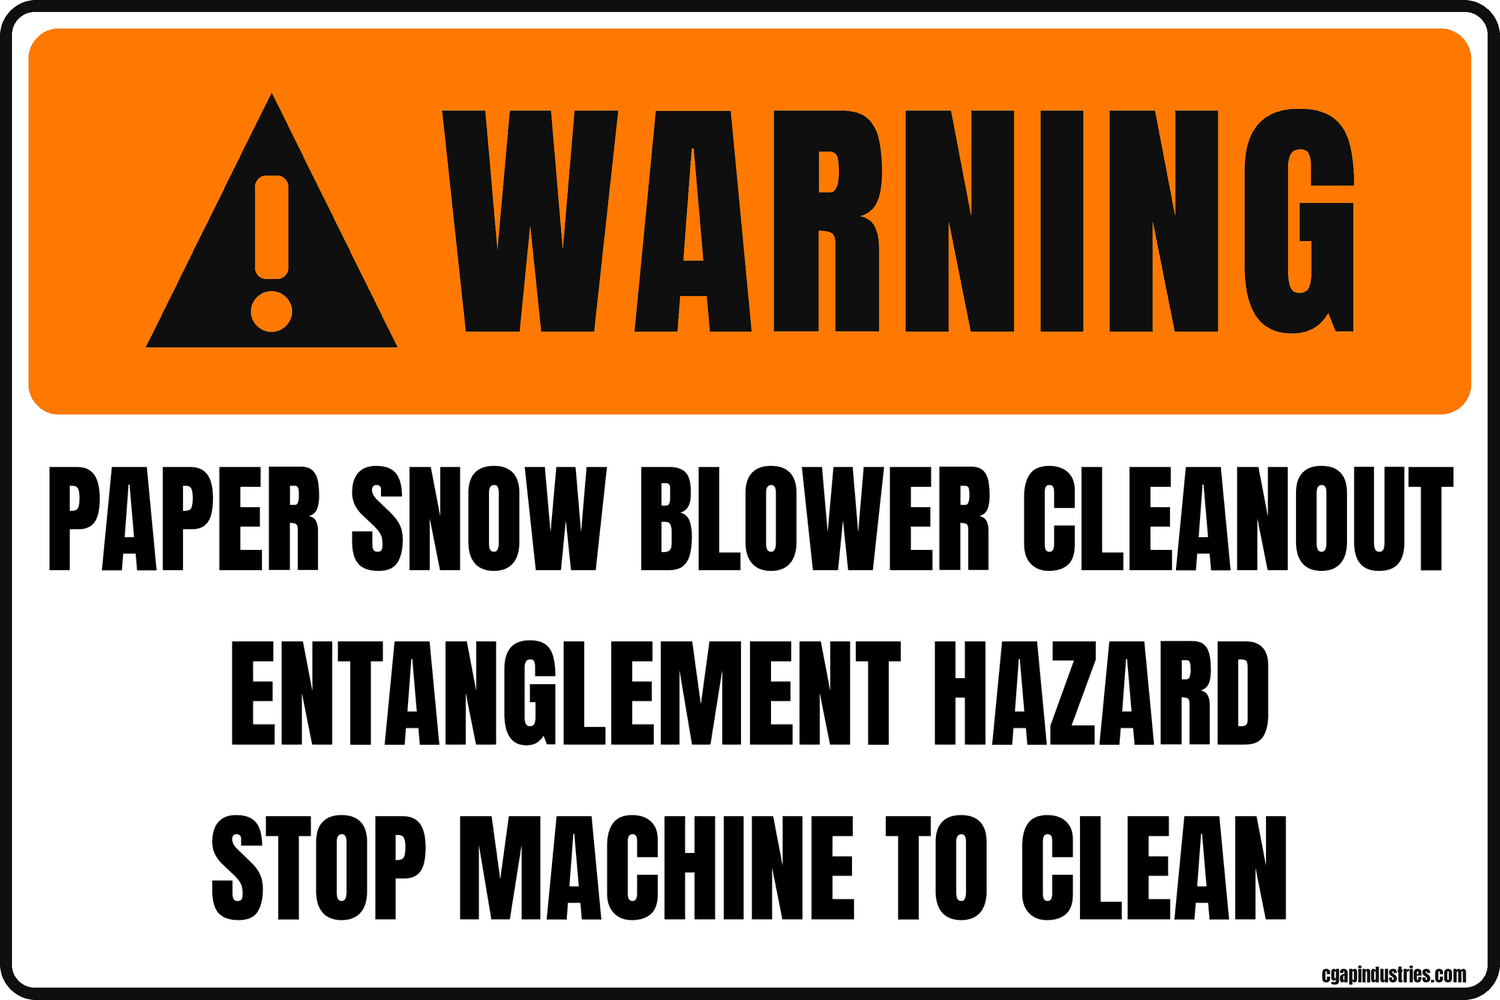 WARNING
PAPER SNOW BLOWER CLEANOUT
ENTANGLEMENT HAZARD
STOP MACHINE TO CLEAN
cgapindustries.com